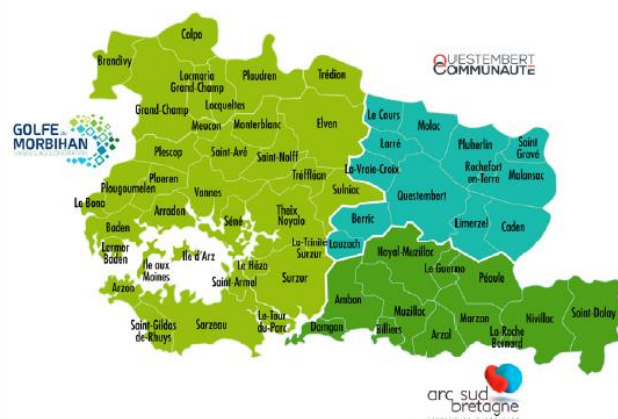 Colpo
Brandivy
Plaudren
Trédion
Locmaria
Grand-Champ
QUESTEMBERT
COMMUNAUTÉ
Grand-Champ
Locqueltas
Meucon
Monterblanc
Elven
Le Cours
Molac
Pluherlin
Saint
Gravé
GOLFE DU
MORBIHAN
Larré
Plescop
Saint-Avé
Saint-Nolff
La-Vraie-Croix
Rochefort
en-Terre
Malansac
Ploeren
Tréffléan
Plougoumelen
Vannes
Sulniac
Questembert
Le Bono
Arradon
Theix
Noyalo
Berric
Limerzel
Caden
Baden
Séné
La-Trinité
Surzur
Lauzach
Noyal-Muzillac
Larmor
Baden
Ile d'Arz
Ile aux
Moines
Le Hézo
Le Guerno
Péaule
Arzon
Saint-Armel
Surzur
Ambon
Muzillac
Marzan
Nivillac
Saint-Dolay
Saint-Gildas
de-Rhuys
Sarzeau
Le-Tour
du-Parc
Damgan
Billiers
Arzal
La-Roche
Bernard
arc sud
bretagne